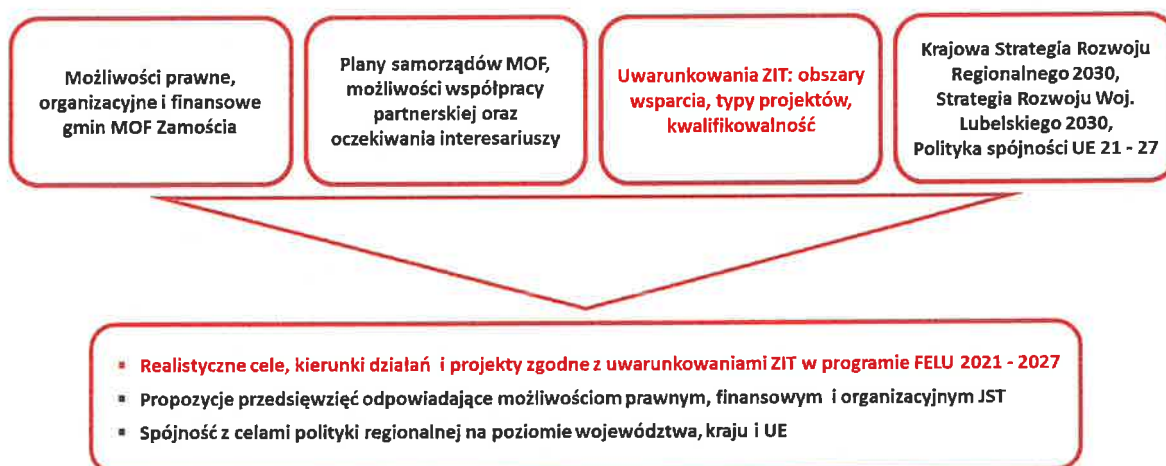 Możliwości prawne,
organizacyjne i finansowe
gmin MOF Zamościa
Plany samorządów MOF,
możliwości współpracy
partnerskiej oraz
oczekiwania interesariuszy
Uwarunkowania ZIT: obszary
wsparcia, typy projektów,
kwalifikowalność
Krajowa Strategia Rozwoju
Regionalnego 2030,
Strategia Rozwoju Woj.
Lubelskiego 2030,
Polityka spójności UE 21 - 27
▪ Realistyczne cele, kierunki działań i projekty zgodne z uwarunkowaniami ZIT w programie FELU 2021 - 2027
▪ Propozycje przedsięwzięć odpowiadające możliwościom prawnym, finansowym i organizacyjnym JST
▪ Spójność z celami polityki regionalnej na poziomie województwa, kraju i UE